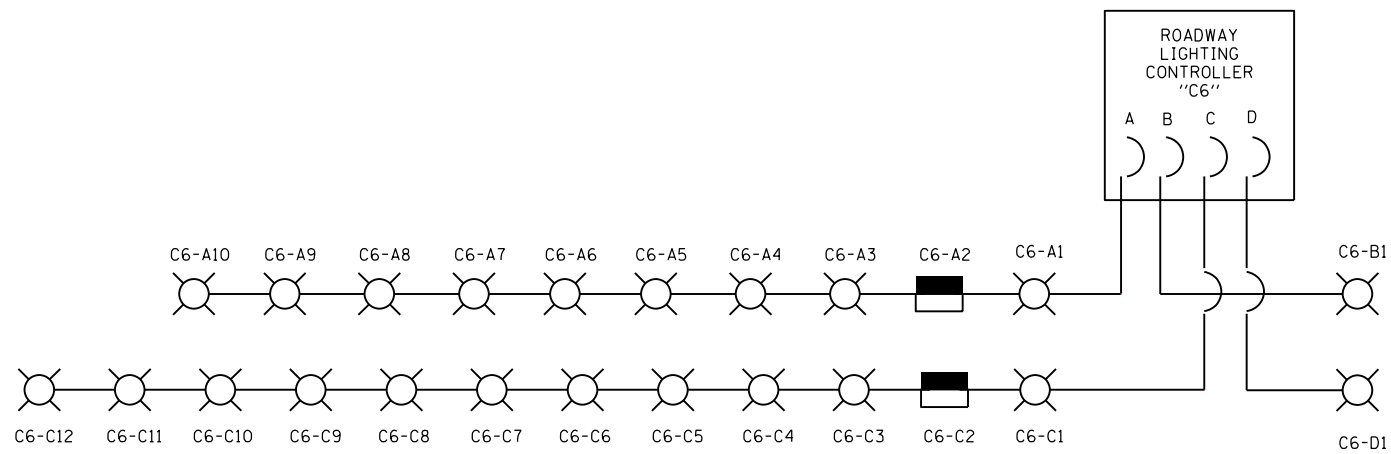 ROADWAY
LIGHTING
CONTROLLER
"C6"
A B C D
C6-A10 C6-A9 C6-A8 C6-A7 C6-A6 C6-A5 C6-A4 C6-A3 C6-A2 C6-A1 C6-B1
C6-C12 C6-C11 C6-C10 C6-C9 C6-C8 C6-C7 C6-C6 C6-C5 C6-C4 C6-C3 C6-C2 C6-C1 C6-D1